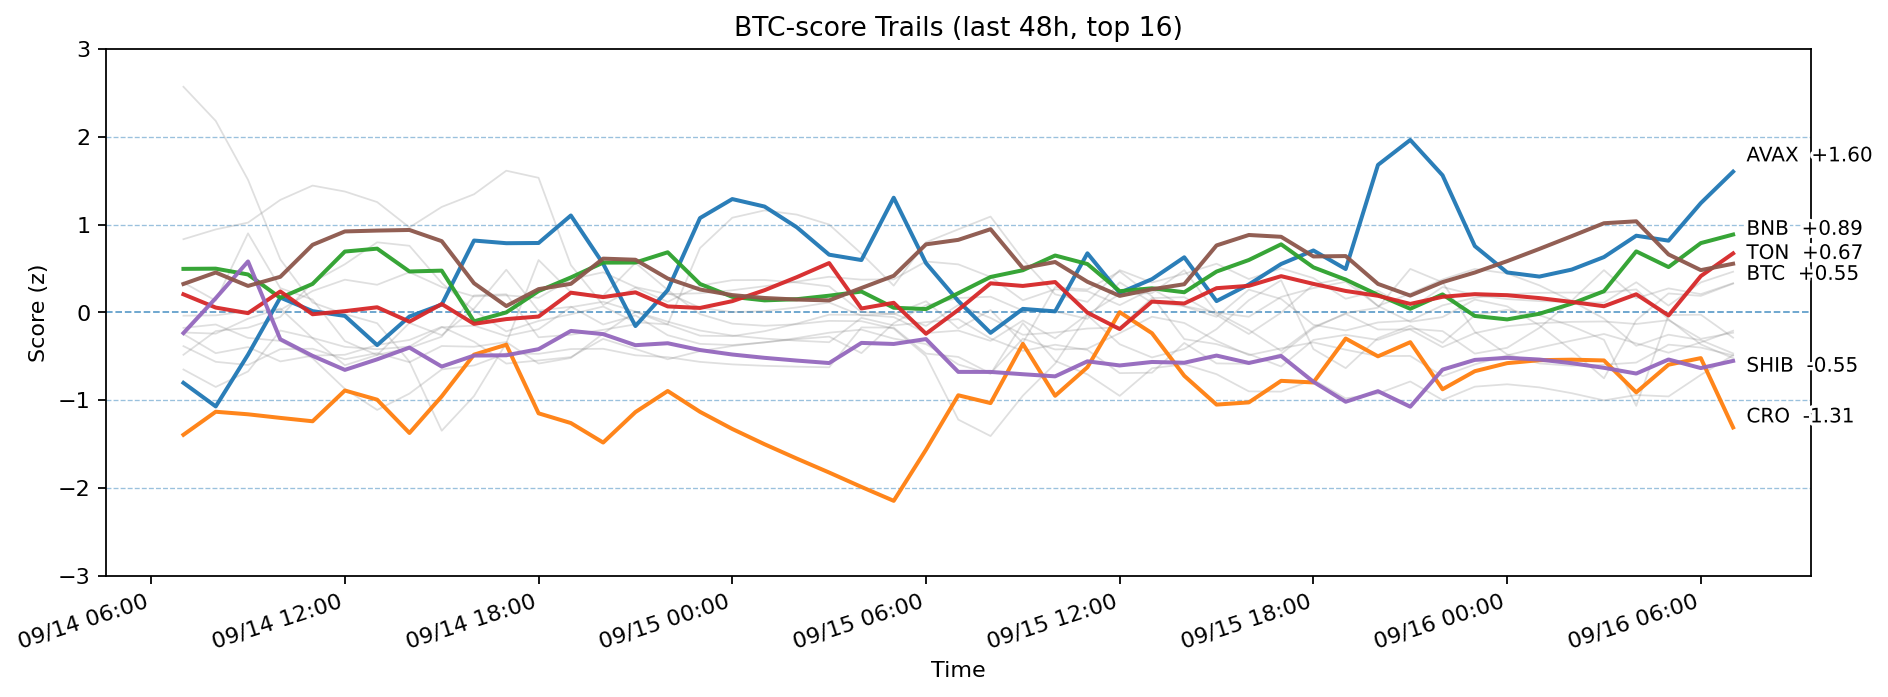 BTC-score Trails (last 48h, top 16)
Score (z)
3
2
1
0
−1
−2
−3
AVAX +1.60
BNB +0.89
TON +0.67
BTC +0.55
SHIB -0.55
CRO -1.31
09/14 06:00
09/14 12:00
09/14 18:00
09/15 00:00
09/15 06:00
09/15 12:00
09/15 18:00
09/16 00:00
09/16 06:00
Time